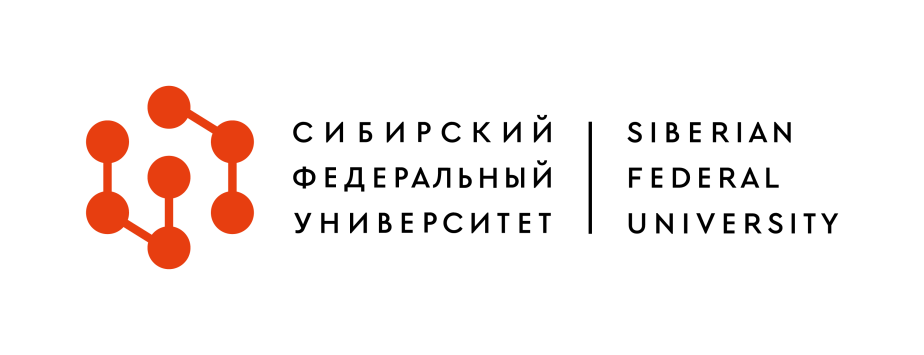 СИБИРСКИЙ
ФЕДЕРАЛЬНЫЙ
УНИВЕРСИТЕТ
SIBERIAN
FEDERAL
UNIVERSITY